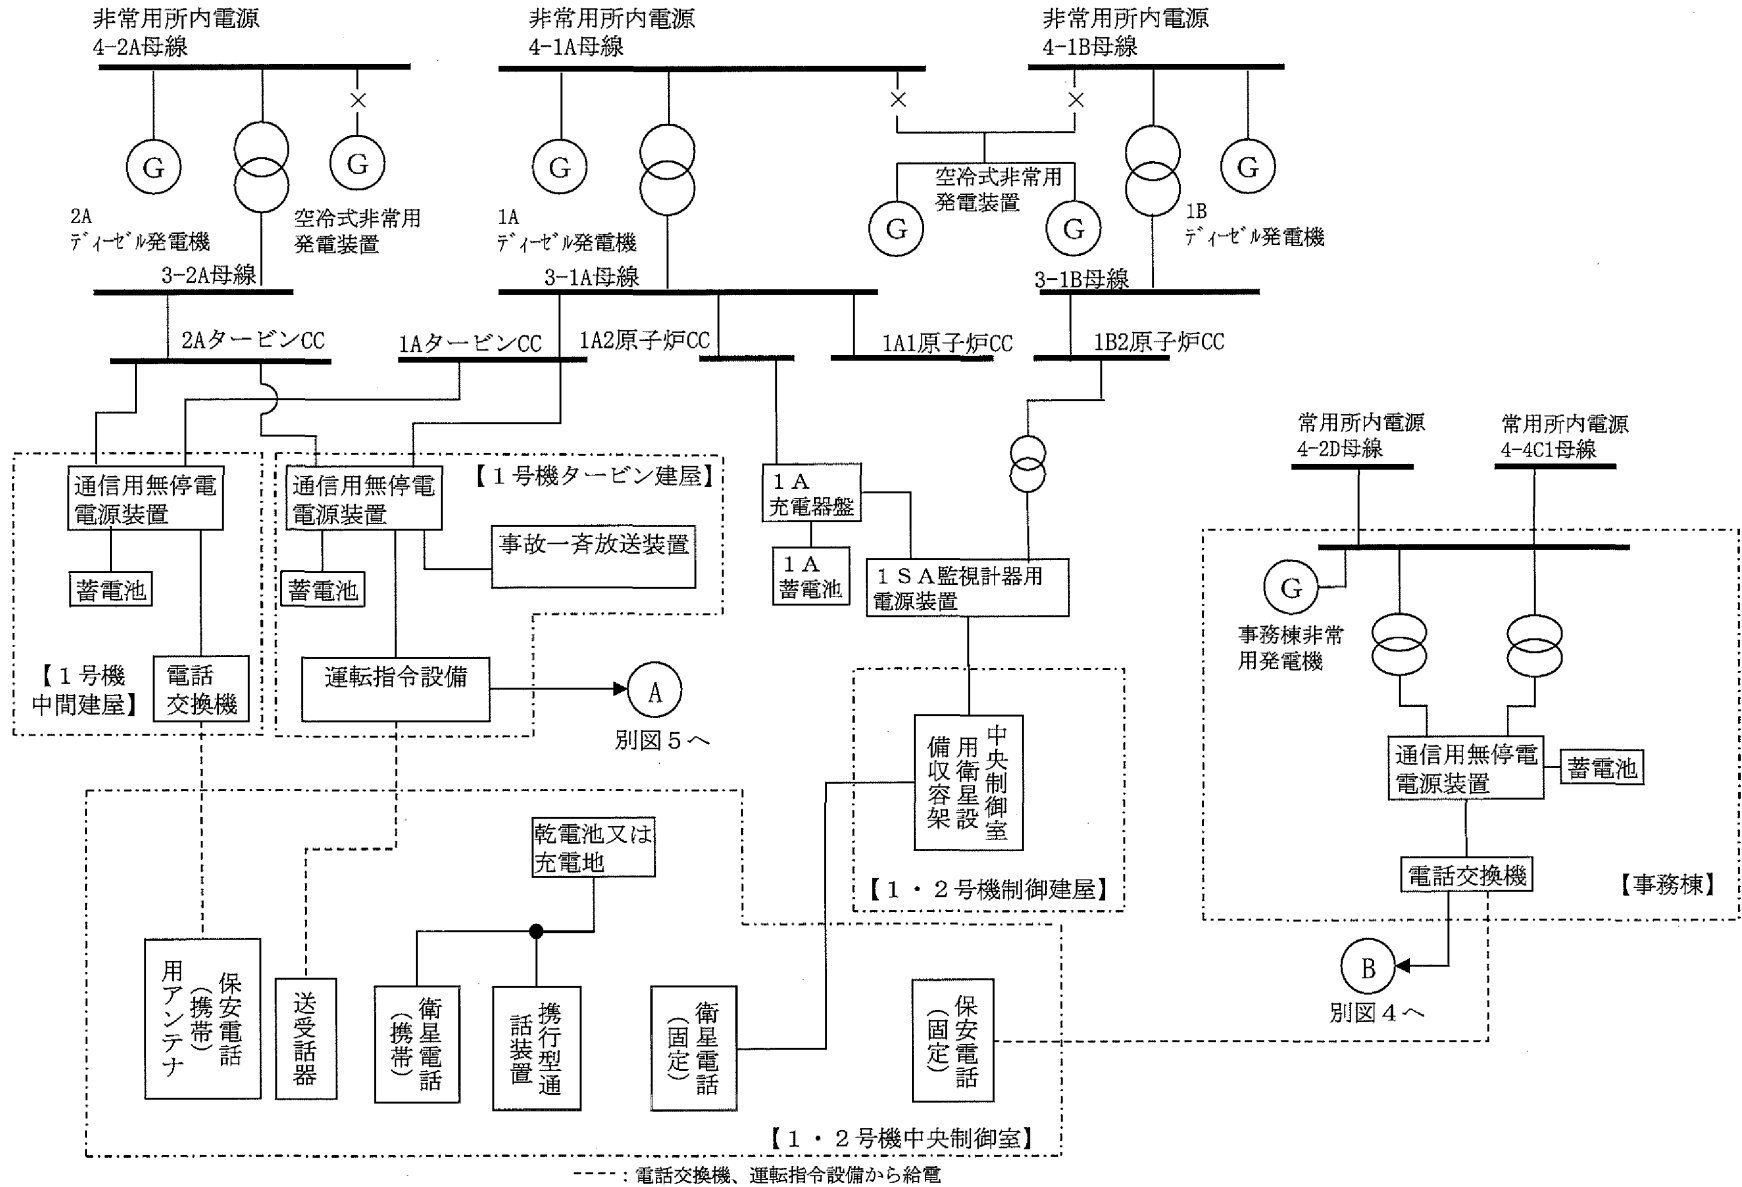 非常用所内電源
4-2A母線
非常用所内電源
4-1A母線
非常用所内電源
4-1B母線
×
×
×
G
G
G
G
G
G
G
2A
ディーゼル発電機
空冷式非常用
発電装置
1A
ディーゼル発電機
空冷式非常用
発電装置
1B
ディーゼル発電機
3-2A母線
3-1A母線
3-1B母線
2AタービンCC
1AタービンCC
1A2原子炉CC
1A1原子炉CC
1B2原子炉CC
常用所内電源
4-2D母線
常用所内電源
4-4C1母線
通信用無停電
電源装置
蓄電池
【1号機
中間建屋】
電話
交換機
通信用無停電
電源装置
蓄電池
【1号機タービン建屋】
事故一斉放送装置
運転指令設備
A
別図5へ
1A
充電器盤
1A
蓄電池
1SA監視計器用
電源装置
中央制御室
用衛星設
備収容架
【1・2号機制御建屋】
G
事務棟非常
用発電機
通信用無停電
電源装置
蓄電池
電話交換機
【事務棟】
B
別図4へ
乾電池又は
充電地
保安電話
(携帯)
用アンテナ
送受話器
衛星電話
(携帯)
携行型通
話装置
衛星電話
(固定)
保安電話
(固定)
【1・2号機中央制御室】
----:電話交換機、運転指令設備から給電